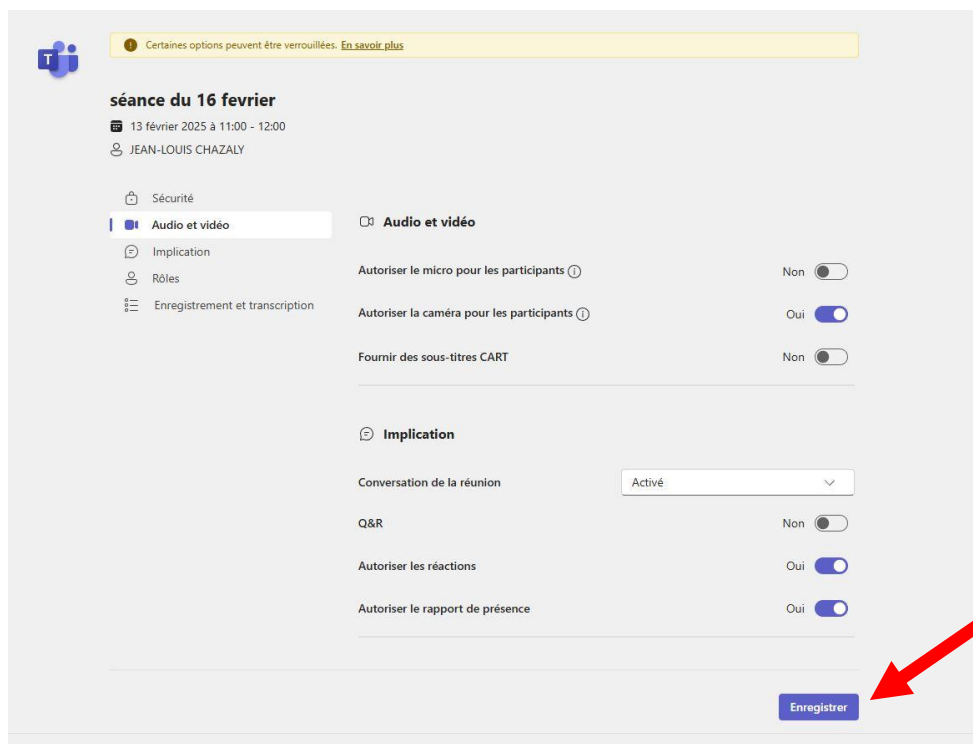 Certaines options peuvent être verrouillées. En savoir plus
T
séance du 16 fevrier
13 février 2025 à 11:00 - 12:00
JEAN-LOUIS CHAZALY
Sécurité
Audio et vidéo
Implication
Rôles
Enregistrement et transcription
Audio et vidéo
Autoriser le micro pour les participants Non
Autoriser la caméra pour les participants Oui
Fournir des sous-titres CART Non
Implication
Conversation de la réunion Activé
Q&R Non
Autoriser les réactions Oui
Autoriser le rapport de présence Oui
Enregistrer